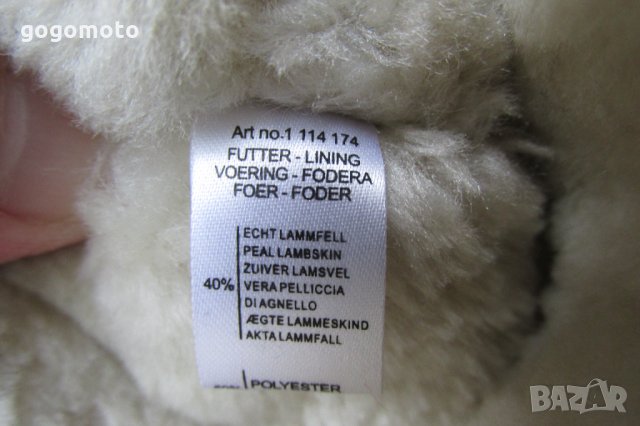 gogomoto
Art no.1 114 174
FUTTER - LINING
VOERING - FODERA
FOER - FODER
ECHT LAMMFELL
PEAL LAMBSKIN
ZUIVER LAMSVEL
40% VERA PELLICCIA
DI AGNELLO
ÆGTE LAMMESKIND
AKTA LAMMFALL
POLYESTER
BAZAR